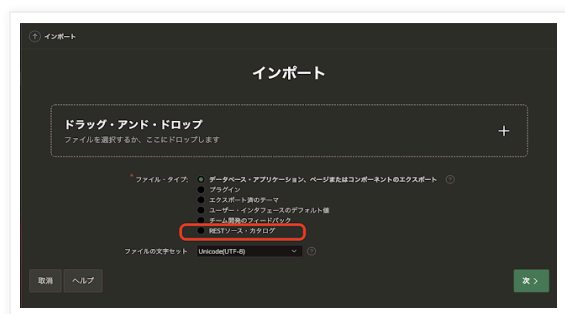 インポート
インポート
ドラッグ・アンド・ドロップ
ファイルを選択するか、ここにドロップします
* ファイル・タイプ: データベース・アプリケーション、ページまたはコンポーネントのエクスポート
プラグイン
エクスポート済のテーマ
ユーザー・インタフェースのデフォルト値
チーム開発のフィードバック
RESTソース・カタログ
ファイルの文字セット Unicode(UTF-8)
取消 ヘルプ 次 >